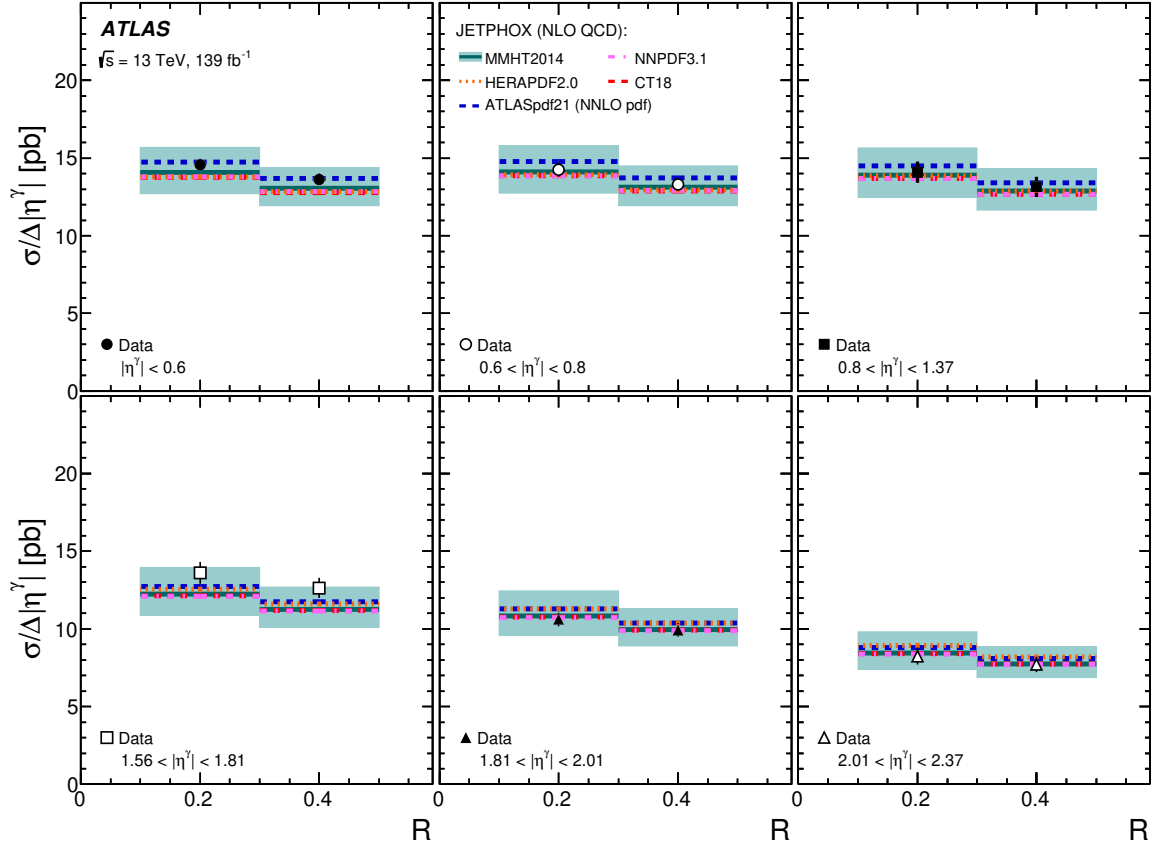 ATLAS
√s = 13 TeV, 139 fb⁻¹
JETPHOX (NLO QCD):
MMHT2014
NNPDF3.1
HERAPDF2.0
CT18
ATLASpdf21 (NNLO pdf)
σ/Δ|η^γ| [pb]
20
15
10
5
0
Data
|η^γ| < 0.6
Data
0.6 < |η^γ| < 0.8
Data
0.8 < |η^γ| < 1.37
σ/Δ|η^γ| [pb]
20
15
10
5
0
Data
1.56 < |η^γ| < 1.81
Data
1.81 < |η^γ| < 2.01
Data
2.01 < |η^γ| < 2.37
0 0.2 0.4
0 0.2 0.4
0 0.2 0.4
R
R
R